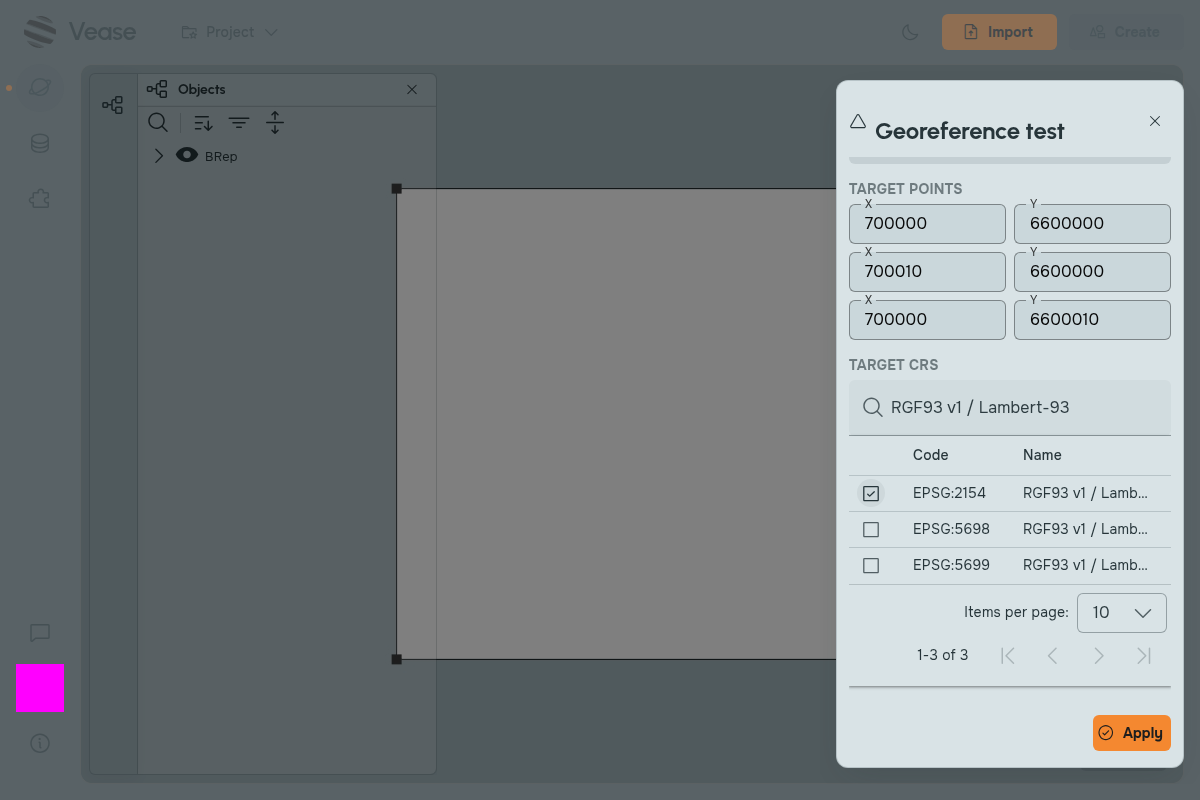 Vease
Project
Import
Create
Objects
BRep
Georeference test
TARGET POINTS
X
700000
Y
6600000
X
700010
Y
6600000
X
700000
Y
6600010
TARGET CRS
RGF93 v1 / Lambert-93
Code Name
EPSG:2154 RGF93 v1 / Lamb...
EPSG:5698 RGF93 v1 / Lamb...
EPSG:5699 RGF93 v1 / Lamb...
Items per page: 10
1-3 of 3
Apply